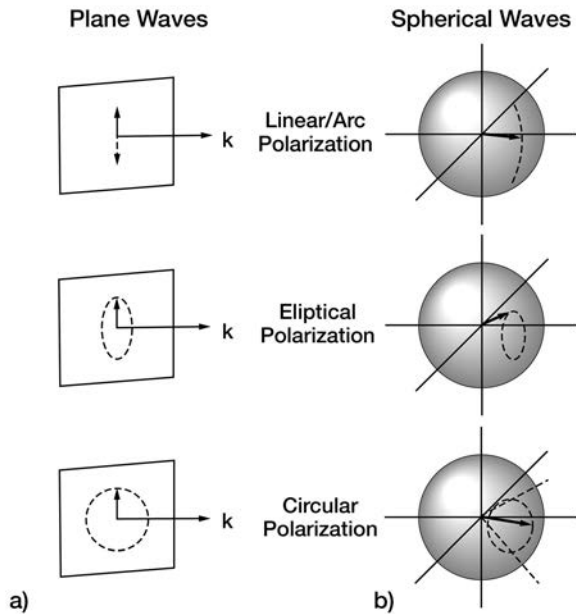 Plane Waves
Spherical Waves
k
Linear/Arc
Polarization
k
Eliptical
Polarization
k
Circular
Polarization
a)
b)